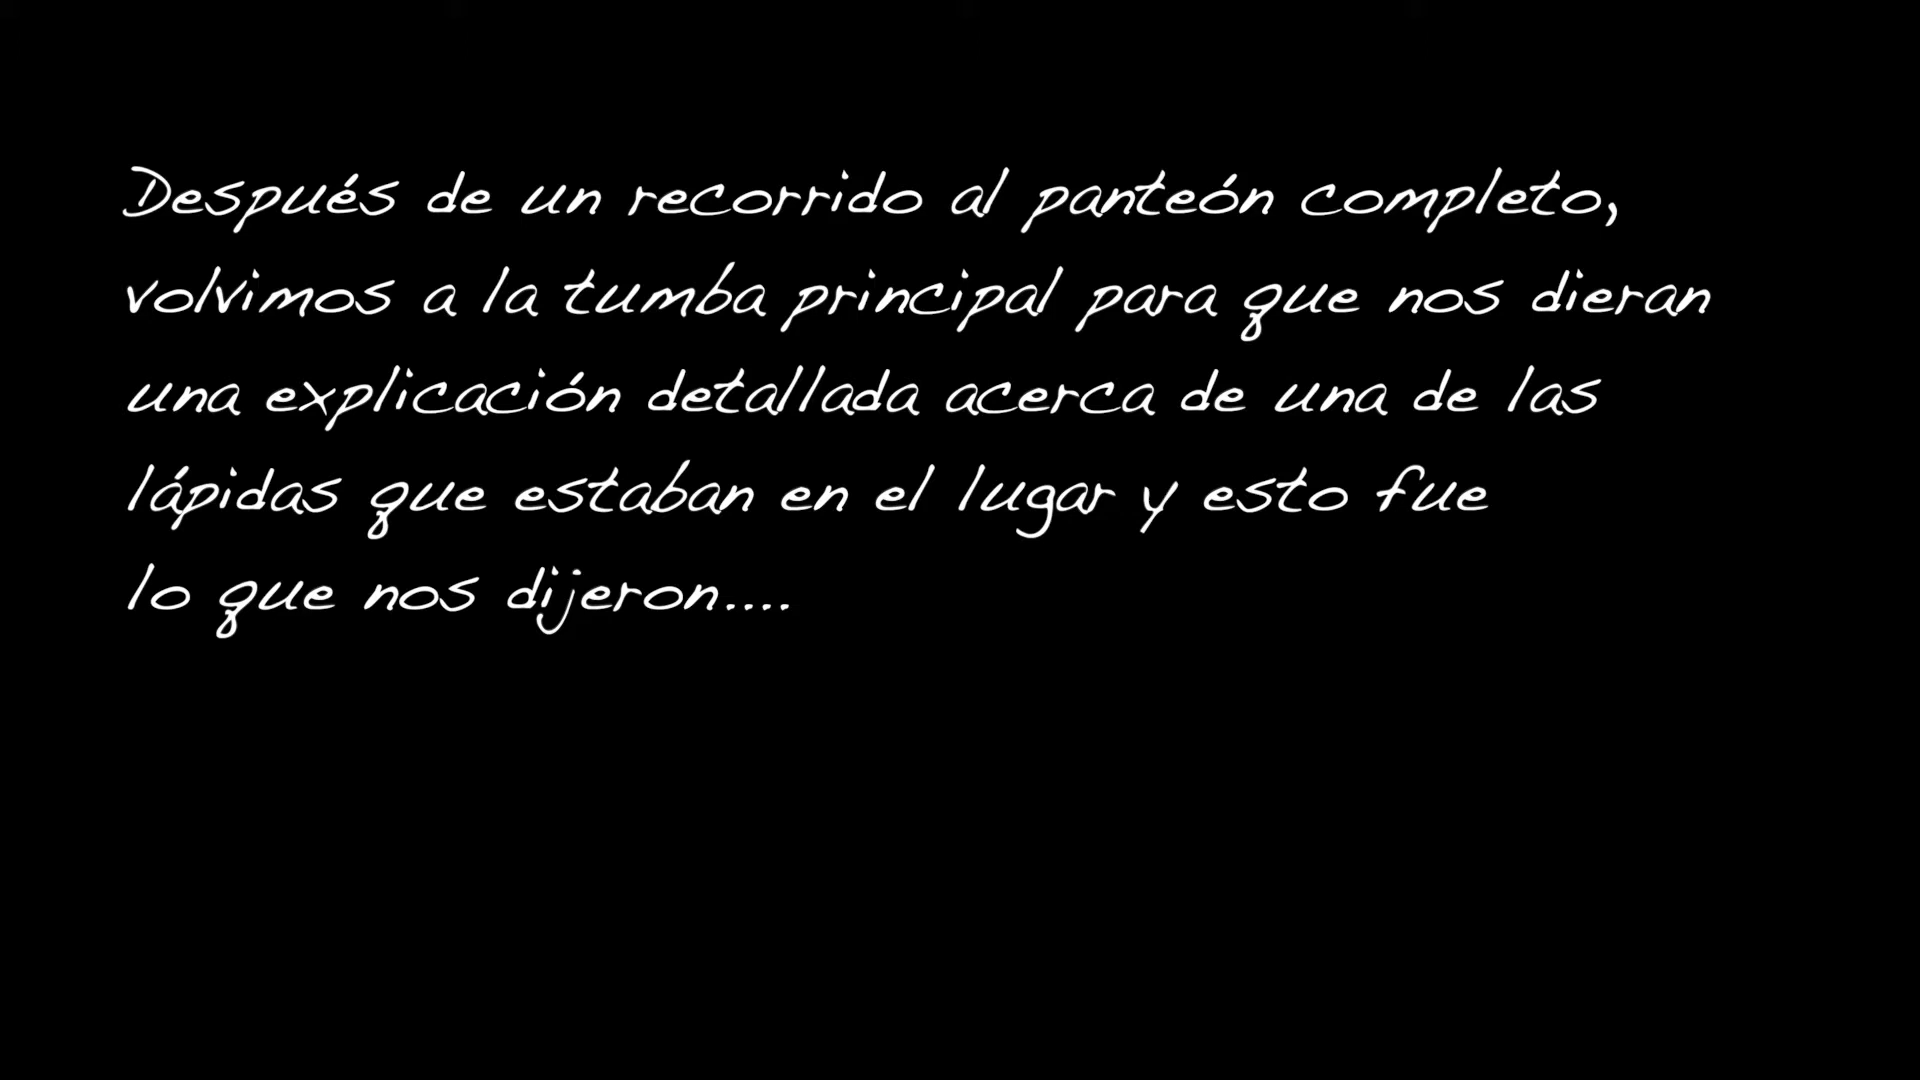 Después de un recorrido al panteón completo,
volvimos a la tumba principal para que nos dieran
una explicación detallada acerca de una de las
lápidas que estaban en el lugar y esto fue
lo que nos dijeron....